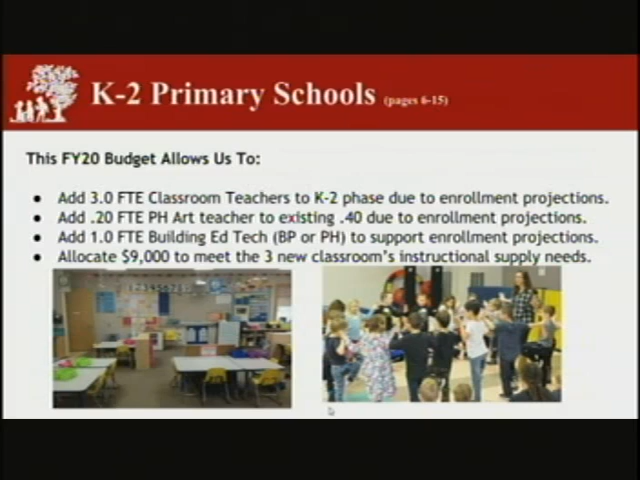 K-2 Primary Schools (pages 6-15)
This FY20 Budget Allows Us To:
● Add 3.0 FTE Classroom Teachers to K-2 phase due to enrollment projections.
● Add .20 FTE PH Art teacher to existing .40 due to enrollment projections.
● Add 1.0 FTE Building Ed Tech (BP or PH) to support enrollment projections.
● Allocate $9,000 to meet the 3 new classroom's instructional supply needs.